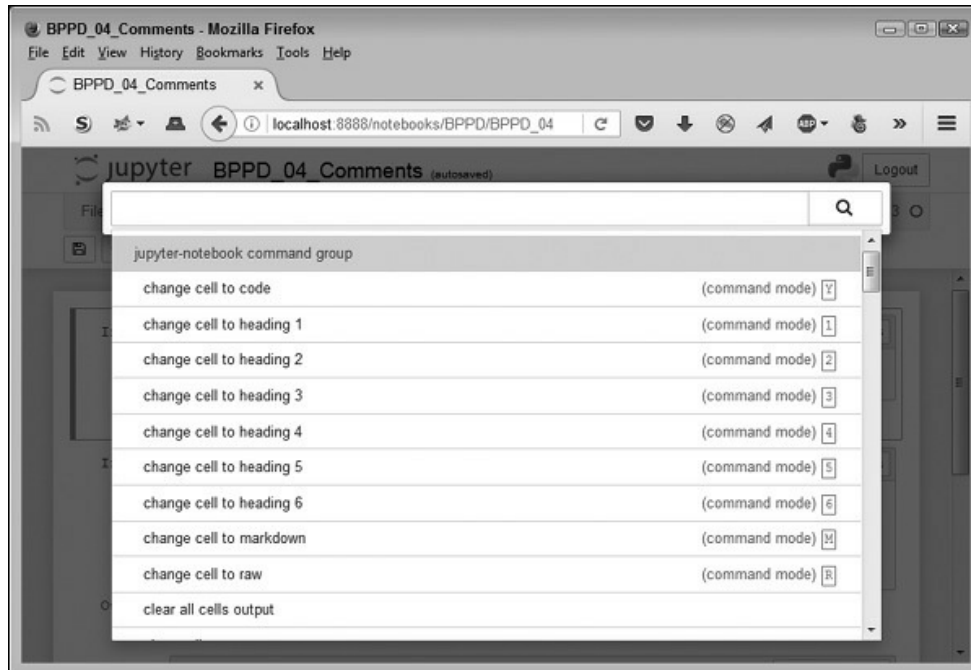 BPPD_04_Comments - Mozilla Firefox
File Edit View History Bookmarks Tools Help
BPPD_04_Comments ×
S ABP »
localhost:8888/notebooks/BPPD/BPPD_04
jupyter BPPD_04_Comments (autosaved) Logout
File 3
jupyter-notebook command group
change cell to code (command mode) Y
change cell to heading 1 (command mode) 1
change cell to heading 2 (command mode) 2
change cell to heading 3 (command mode) 3
change cell to heading 4 (command mode) 4
change cell to heading 5 (command mode) 5
change cell to heading 6 (command mode) 6
change cell to markdown (command mode) M
change cell to raw (command mode) R
clear all cells output